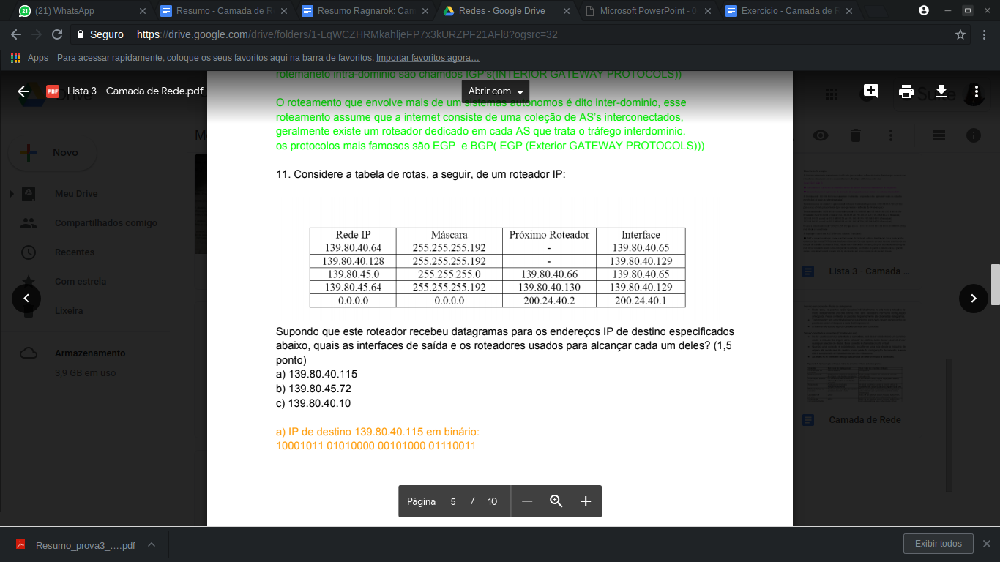 (21) WhatsApp
Resumo - Camada de R
Resumo Ragnarok: Cam
Redes - Google Drive
Microsoft PowerPoint - 0
Exercicio - Camada de R
Seguro
https://drive.google.com/drive/folders/1-LqWCZHRMkahljeFP7x3kURZPF21AFl8?ogsrc=32
Apps
Para acessar rapidamente, coloque os seus favoritos aqui na barra de favoritos. Importar favoritos agora…
rotemaneto intra-dominio são chamdos IGP's(INTERIOR GATEWAY PROTOCOLS))
PDF Lista 3 - Camada de Rede.pdf
Abrir com
O roteamento que envolve mais de um sistemas autônomos é dito inter-dominio, esse
roteamento assume que a internet consiste de uma coleção de AS's interconectados,
geralmente existe um roteador dedicado em cada AS que trata o tráfego interdominio.
os protocolos mais famosos são EGP e BGP( EGP (Exterior GATEWAY PROTOCOLS)))
Novo
Meu Drive
Compartilhados comigo
Recentes
Com estrela
Lixeira
Armazenamento
3,9 GB em uso
11. Considere a tabela de rotas, a seguir, de um roteador IP:
Rede IP Máscara Próximo Roteador Interface
139.80.40.64 255.255.255.192 - 139.80.40.65
139.80.40.128 255.255.255.192 - 139.80.40.129
139.80.45.0 255.255.255.0 139.80.40.66 139.80.40.65
139.80.45.64 255.255.255.192 139.80.40.130 139.80.40.129
0.0.0.0 0.0.0.0 200.24.40.2 200.24.40.1
Supondo que este roteador recebeu datagramas para os endereços IP de destino especificados
abaixo, quais as interfaces de saída e os roteadores usados para alcançar cada um deles? (1,5
ponto)
a) 139.80.40.115
b) 139.80.45.72
c) 139.80.40.10
a) IP de destino 139.80.40.115 em binário:
10001011 01010000 00101000 01110011
Lista 3 - Camada ...
Camada de Rede
Página 5 / 10
Resumo_prova3_....pdf
Exibir todos